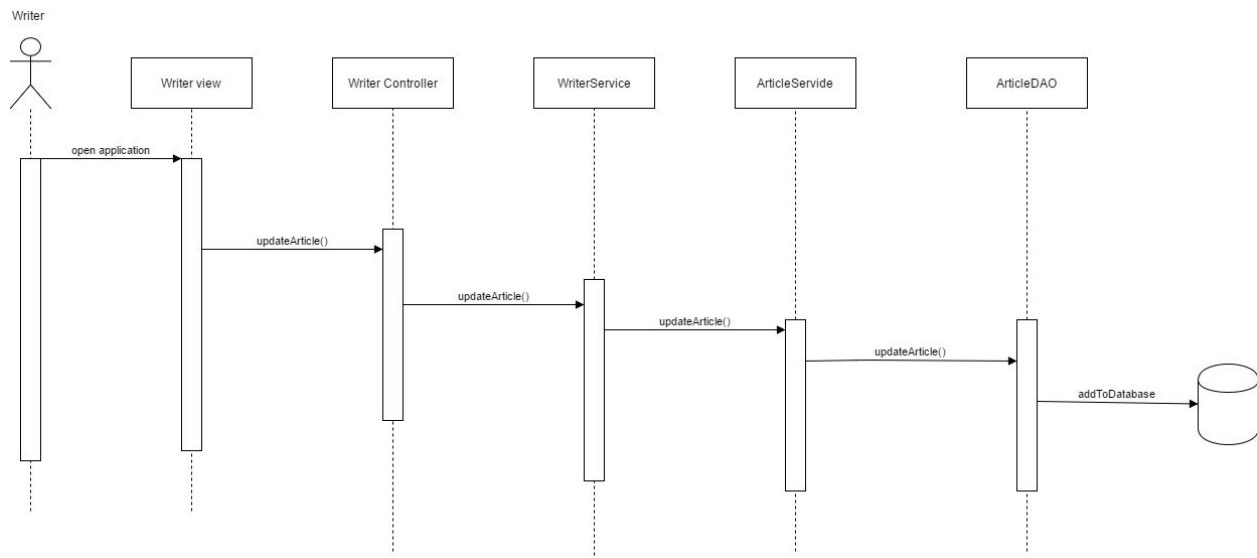 Writer
Writer view
Writer Controller
WriterService
ArticleServide
ArticleDAO
open application
updateArticle()
updateArticle()
updateArticle()
updateArticle()
addToDatabase